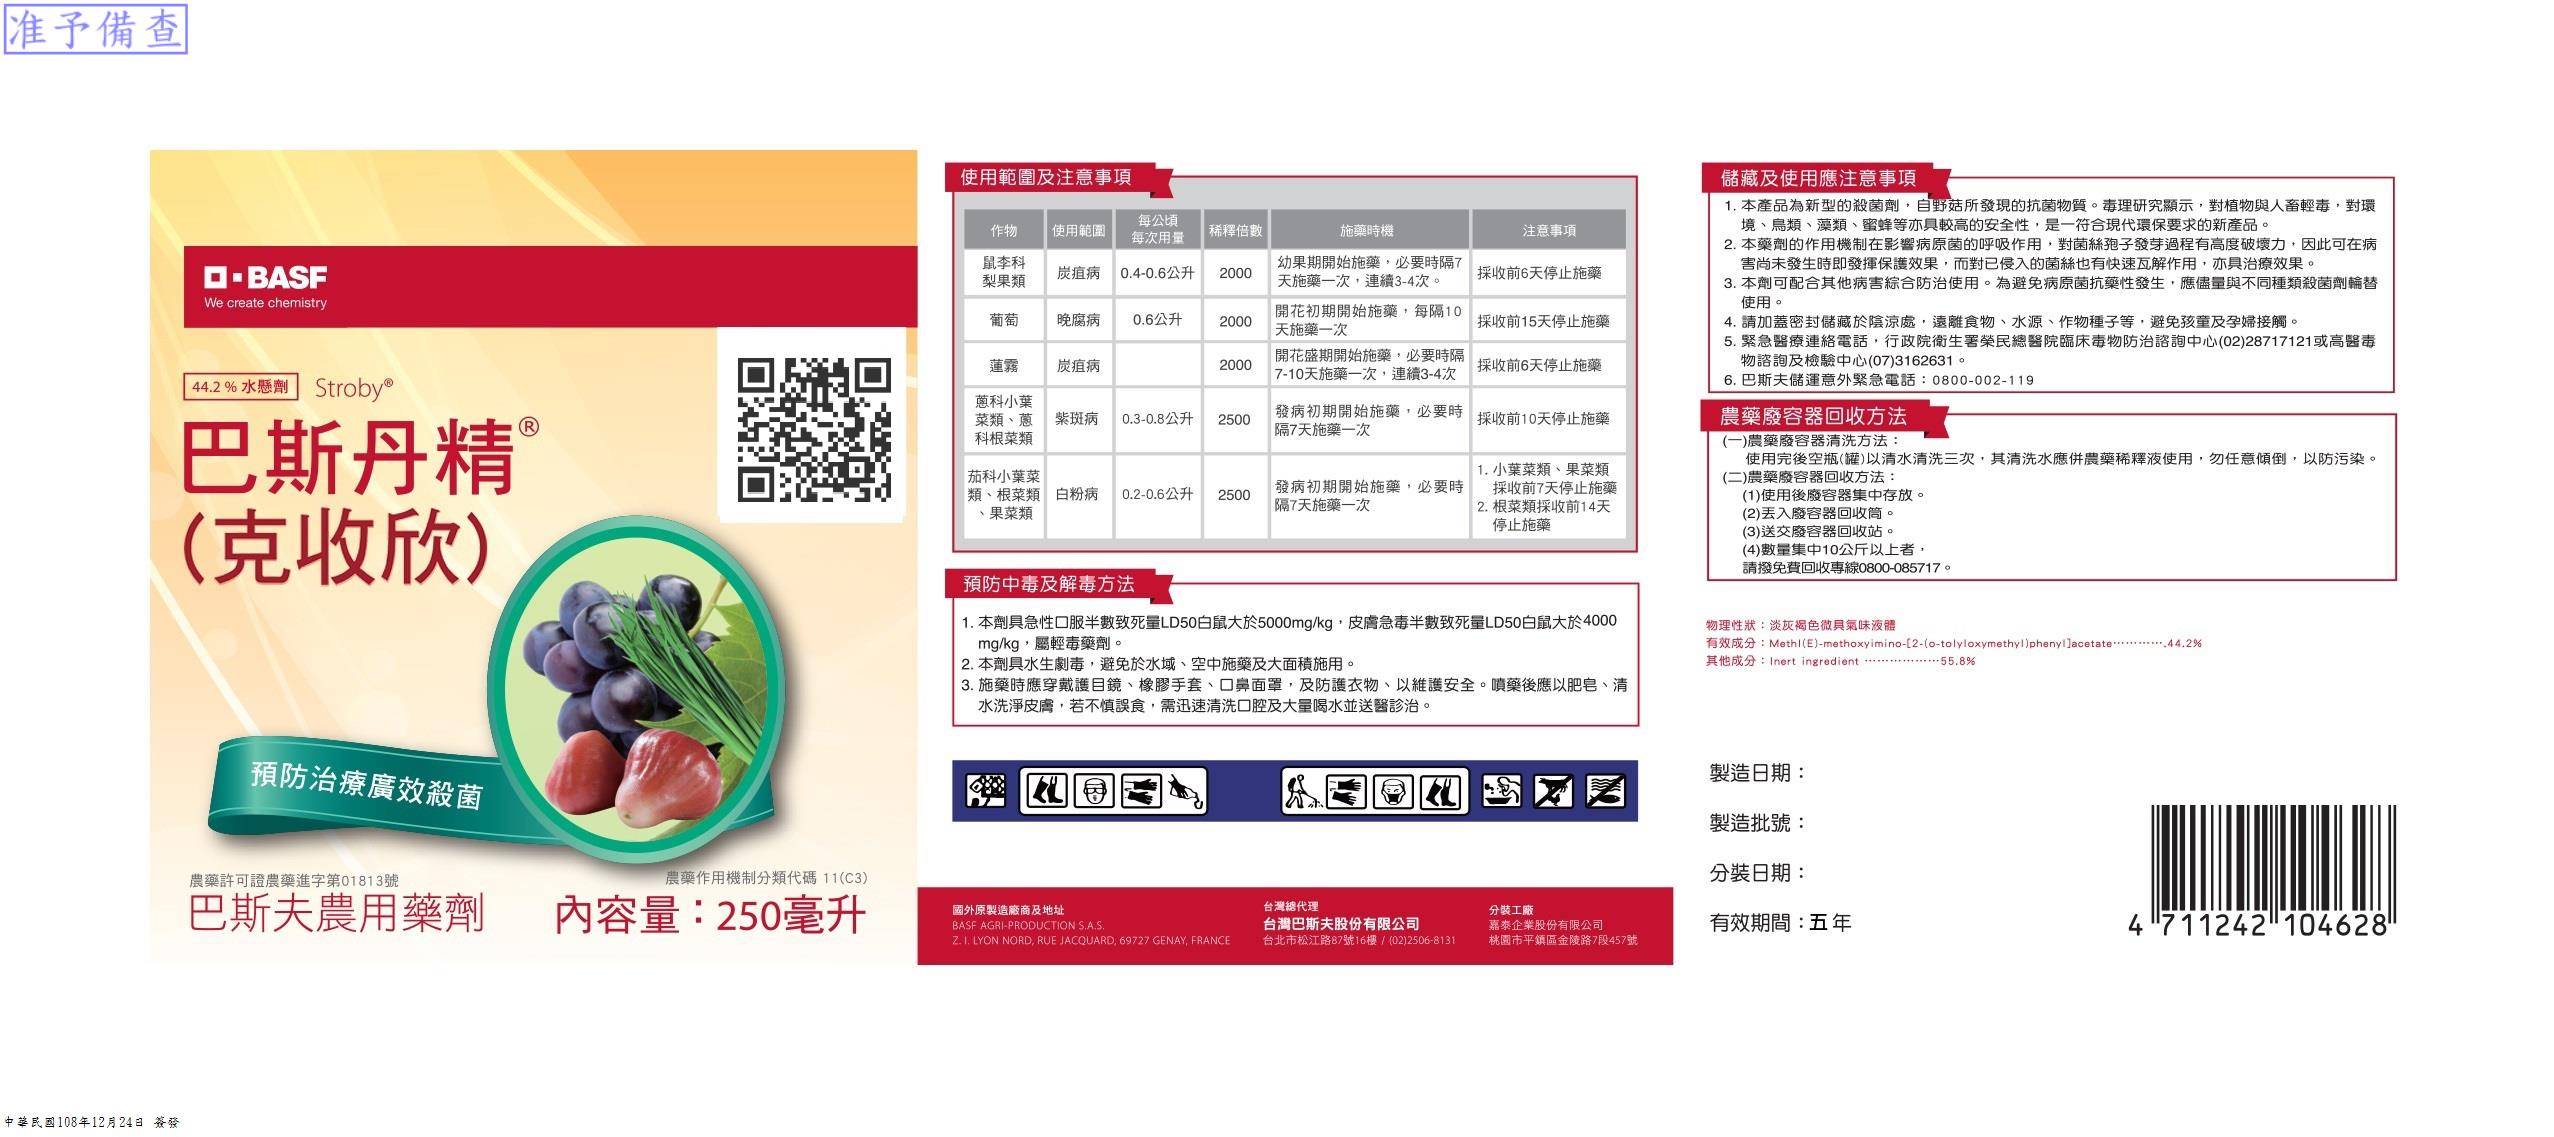 准予備查
BASF
We create chemistry
44.2 % 水懸劑 Stroby®
巴斯丹精®
(克收欣)
預防治療廣效殺菌
農藥許可證農藥進字第01813號
農藥作用機制分類代碼 11(C3)
巴斯夫農用藥劑
內容量：250毫升
使用範圍及注意事項
作物 使用範圍 每公頃每次用量 稀釋倍數 施藥時機 注意事項
鼠李科梨果類 炭疽病 0.4-0.6公升 2000 幼果期開始施藥，必要時隔7天施藥一次，連續3-4次。 採收前6天停止施藥
葡萄 晚腐病 0.6公升 2000 開花初期開始施藥，每隔10天施藥一次 採收前15天停止施藥
蓮霧 炭疽病 2000 開花盛期開始施藥，必要時隔7-10天施藥一次，連續3-4次 採收前6天停止施藥
蔥科小葉菜類、蔥科根菜類 紫斑病 0.3-0.8公升 2500 發病初期開始施藥，必要時隔7天施藥一次 採收前10天停止施藥
茄科小葉菜類、根菜類、果菜類 白粉病 0.2-0.6公升 2500 發病初期開始施藥，必要時隔7天施藥一次 1. 小葉菜類、果菜類採收前7天停止施藥 2. 根菜類採收前14天停止施藥
預防中毒及解毒方法
1. 本劑具急性口服半數致死量LD50白鼠大於5000mg/kg，皮膚急毒半數致死量LD50白鼠大於4000
mg/kg，屬輕毒藥劑。
2. 本劑具水生劇毒，避免於水域、空中施藥及大面積施用。
3. 施藥時應穿戴護目鏡、橡膠手套、口鼻面罩，及防護衣物、以維護安全。噴藥後應以肥皂、清
水洗淨皮膚，若不慎誤食，需迅速清洗口腔及大量喝水並送醫診治。
國外原製造廠商及地址
BASF AGRI-PRODUCTION S.A.S.
Z. I. LYON NORD, RUE JACQUARD, 69727 GENAY, FRANCE
台灣總代理
台灣巴斯夫股份有限公司
台北市松江路87號16樓 / (02)2506-8131
分裝工廠
嘉泰企業股份有限公司
桃園市平鎮區金陵路7段457號
儲藏及使用應注意事項
1. 本產品為新型的殺菌劑，自野菇所發現的抗菌物質。毒理研究顯示，對植物與人畜輕毒，對環
境、鳥類、藻類、蜜蜂等亦具較高的安全性，是一符合現代環保要求的新產品。
2. 本藥劑的作用機制在影響病原菌的呼吸作用，對菌絲孢子發芽過程有高度破壞力，因此可在病
害尚未發生時即發揮保護效果，而對已侵入的菌絲也有快速瓦解作用，亦具治療效果。
3. 本劑可配合其他病害綜合防治使用。為避免病原菌抗藥性發生，應儘量與不同種類殺菌劑輪替
使用。
4. 請加蓋密封儲藏於陰涼處，遠離食物、水源、作物種子等，避免孩童及孕婦接觸。
5. 緊急醫療連絡電話，行政院衛生署榮民總醫院臨床毒物防治諮詢中心(02)28717121或高醫毒
物諮詢及檢驗中心(07)3162631。
6. 巴斯夫儲運意外緊急電話：0800-002-119
農藥廢容器回收方法
(一)農藥廢容器清洗方法：
使用完後空瓶(罐)以清水清洗三次，其清洗水應併農藥稀釋液使用，勿任意傾倒，以防污染。
(二)農藥廢容器回收方法：
(1)使用後廢容器集中存放。
(2)丟入廢容器回收筒。
(3)送交廢容器回收站。
(4)數量集中10公斤以上者，
請撥免費回收專線0800-085717。
物理性狀：淡灰褐色微具氣味液體
有效成分：Methl(E)-methoxyimino-[2-(o-tolyloxymethyl)phenyl]acetate………….44.2%
其他成分：Inert ingredient ………………55.8%
製造日期：
製造批號：
分裝日期：
有效期間：五年
4 711242 104628
中華民國108年12月24日 簽發